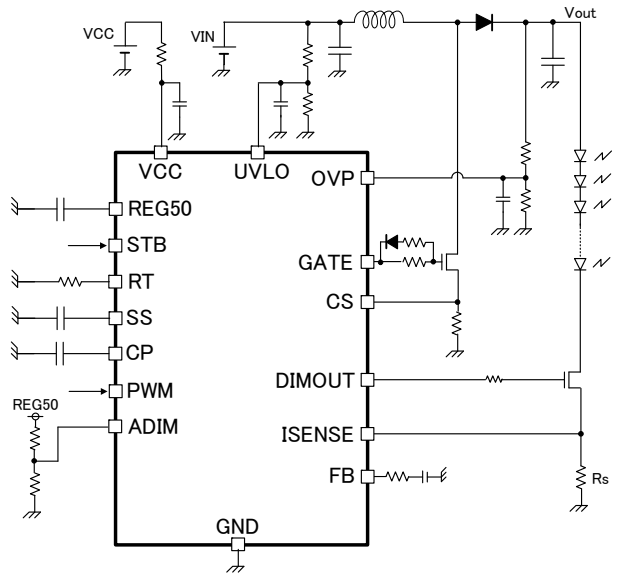 Vout
VCC
VIN
VCC
UVLO
OVP
REG50
STB
GATE
RT
CS
SS
CP
DIMOUT
PWM
REG50
ADIM
ISENSE
FB
Rs
GND